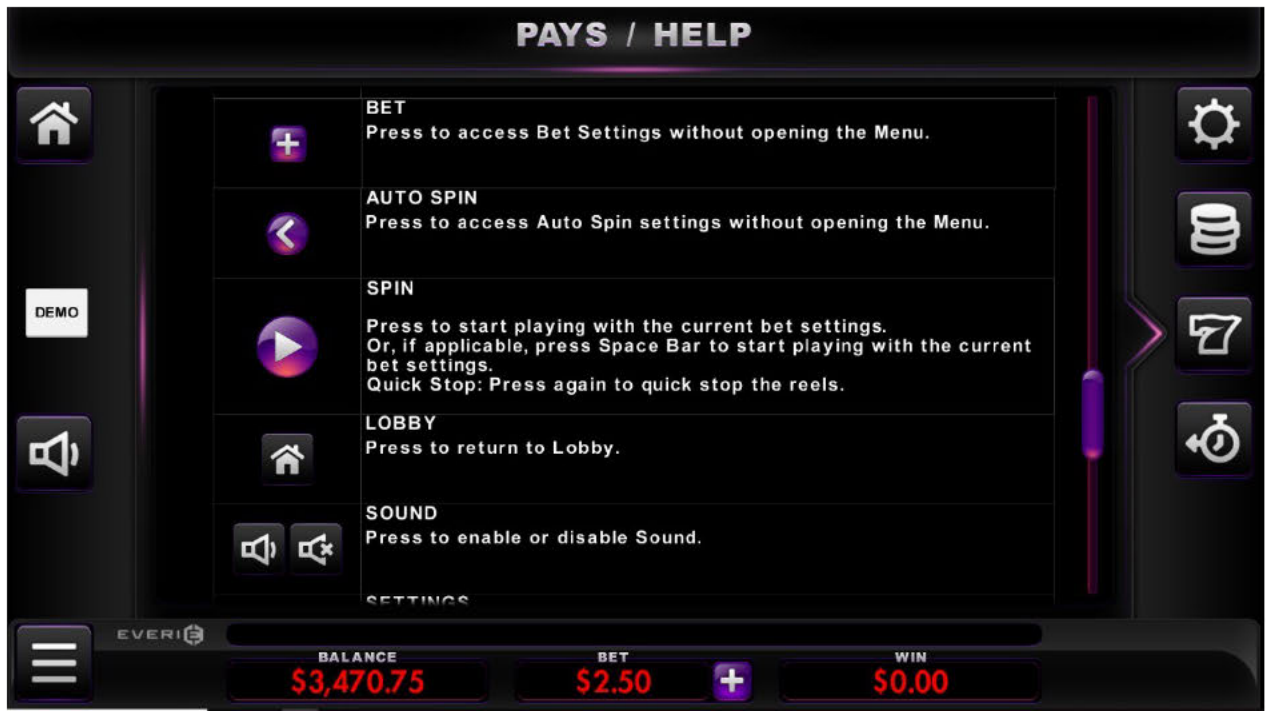 PAYS / HELP
BET
Press to access Bet Settings without opening the Menu.
AUTO SPIN
Press to access Auto Spin settings without opening the Menu.
SPIN
Press to start playing with the current bet settings.
Or, if applicable, press Space Bar to start playing with the current
bet settings.
Quick Stop: Press again to quick stop the reels.
LOBBY
Press to return to Lobby.
SOUND
Press to enable or disable Sound.
SETTINGS
DEMO
7
EVERI
BALANCE
$3,470.75
BET
$2.50
WIN
$0.00